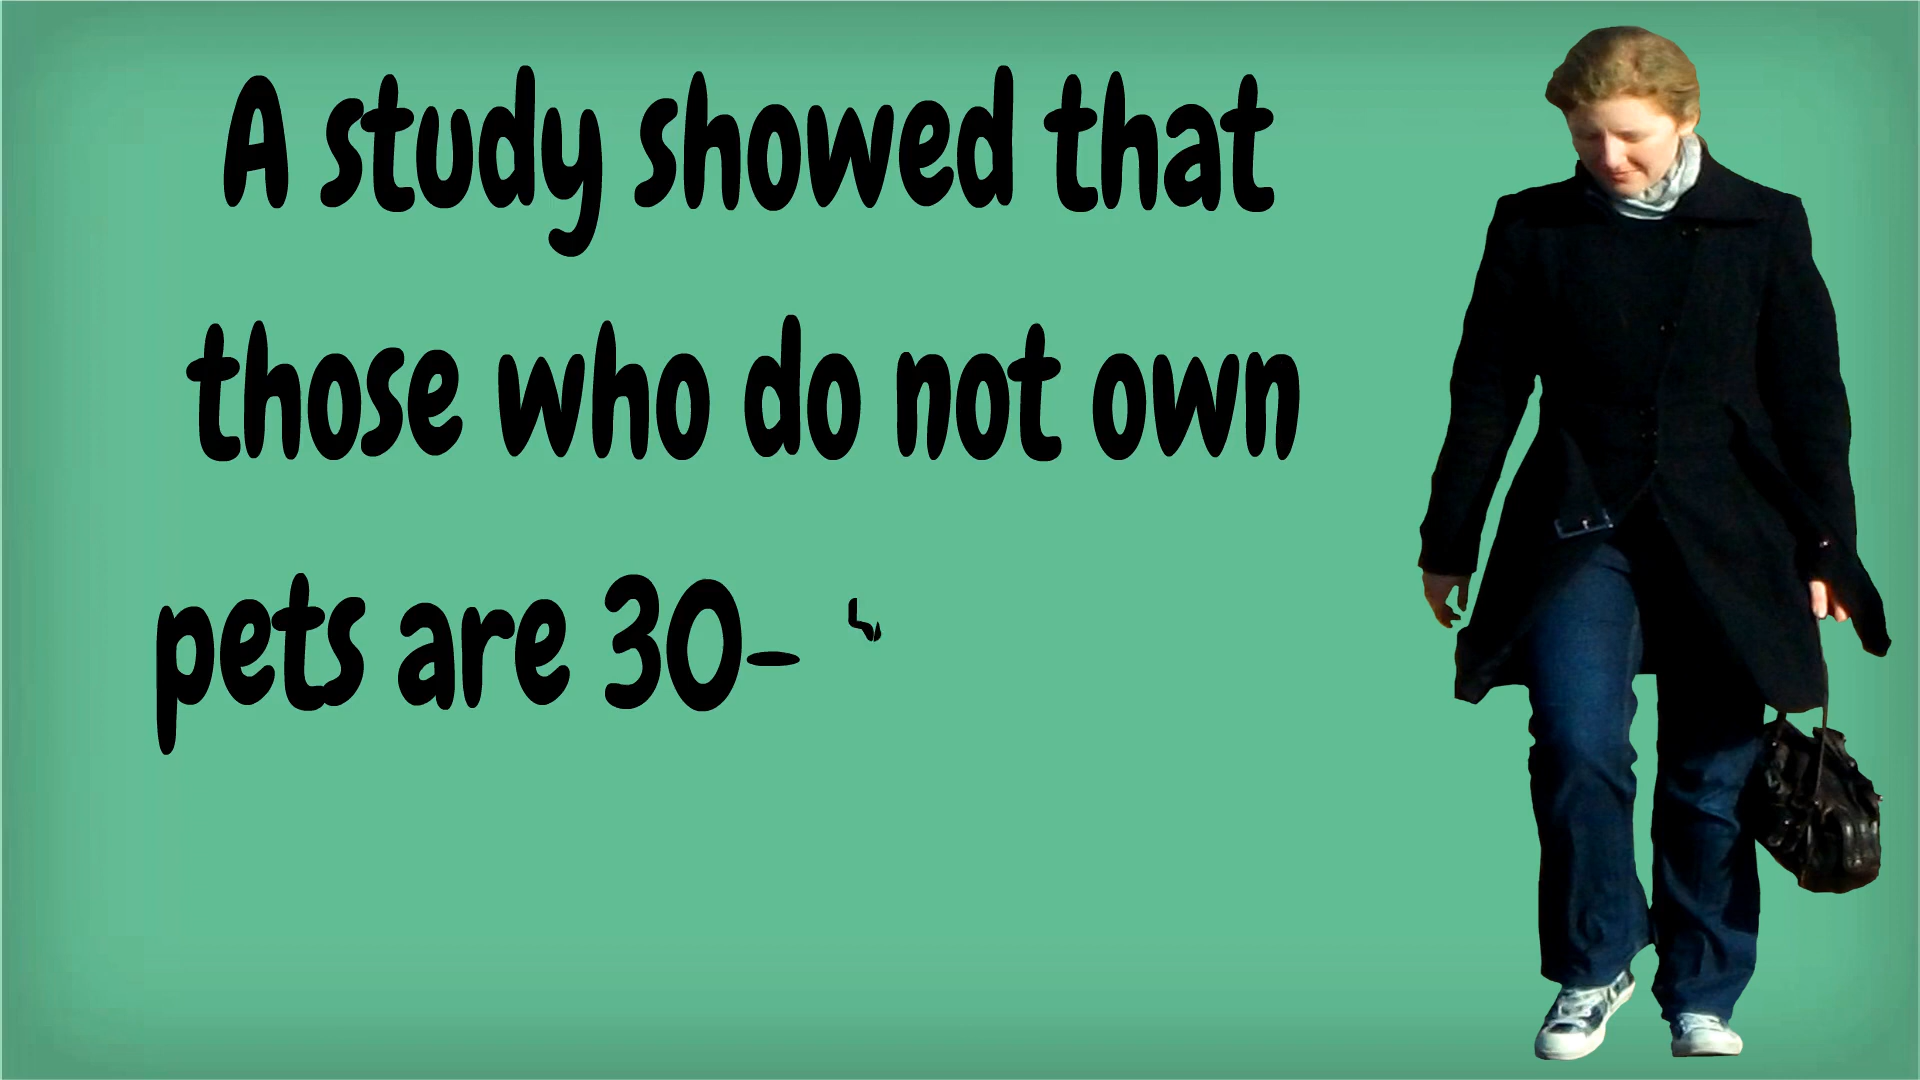 A study showed that
those who do not own
pets are 30-